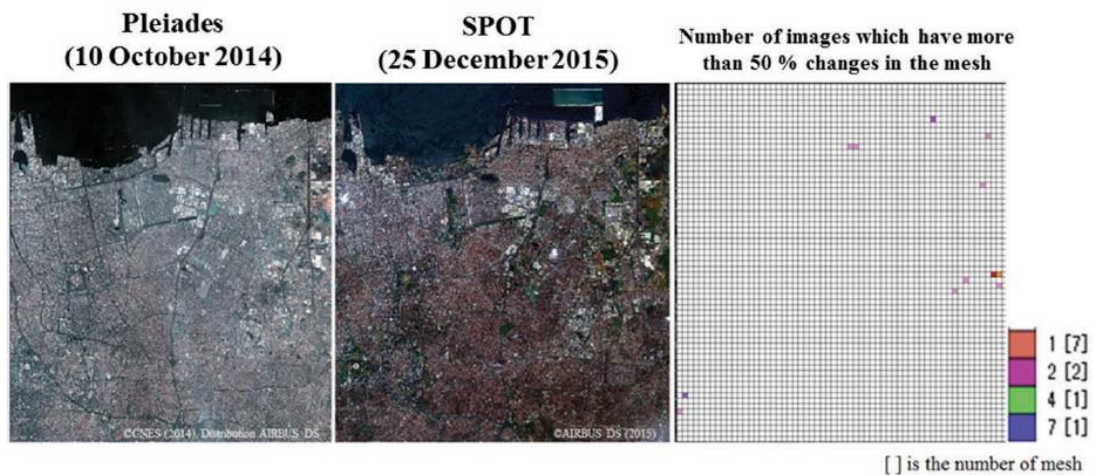 Pleiades
(10 October 2014)
SPOT
(25 December 2015)
Number of images which have more
than 50 % changes in the mesh
©CNES (2014), Distribution AIRBUS DS
©AIRBUS DS (2015)
1 [7]
2 [2]
4 [1]
7 [1]
[ ] is the number of mesh